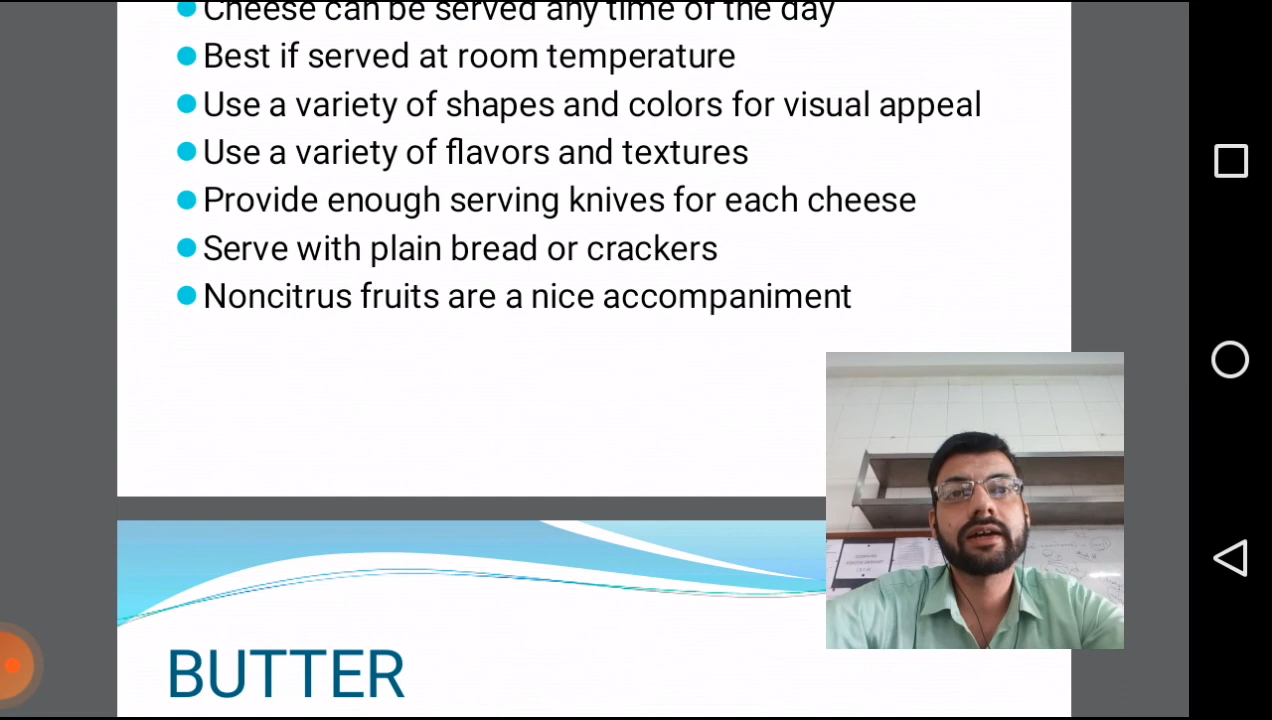 Cheese can be served any time of the day
Best if served at room temperature
Use a variety of shapes and colors for visual appeal
Use a variety of flavors and textures
Provide enough serving knives for each cheese
Serve with plain bread or crackers
Noncitrus fruits are a nice accompaniment
BUTTER